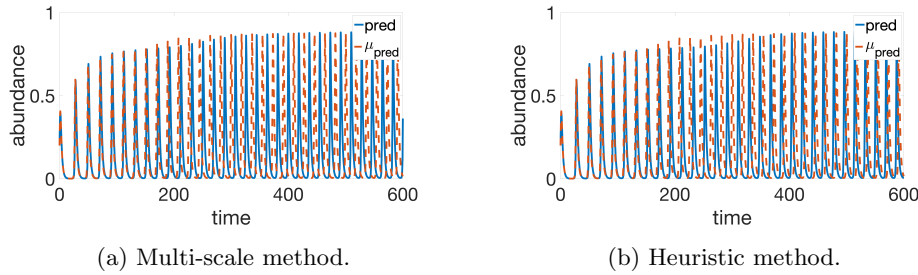 1
0.5
0
abundance
pred
μpred
0
200
400
600
time
(a) Multi-scale method.
1
0.5
0
abundance
pred
μpred
0
200
400
600
time
(b) Heuristic method.